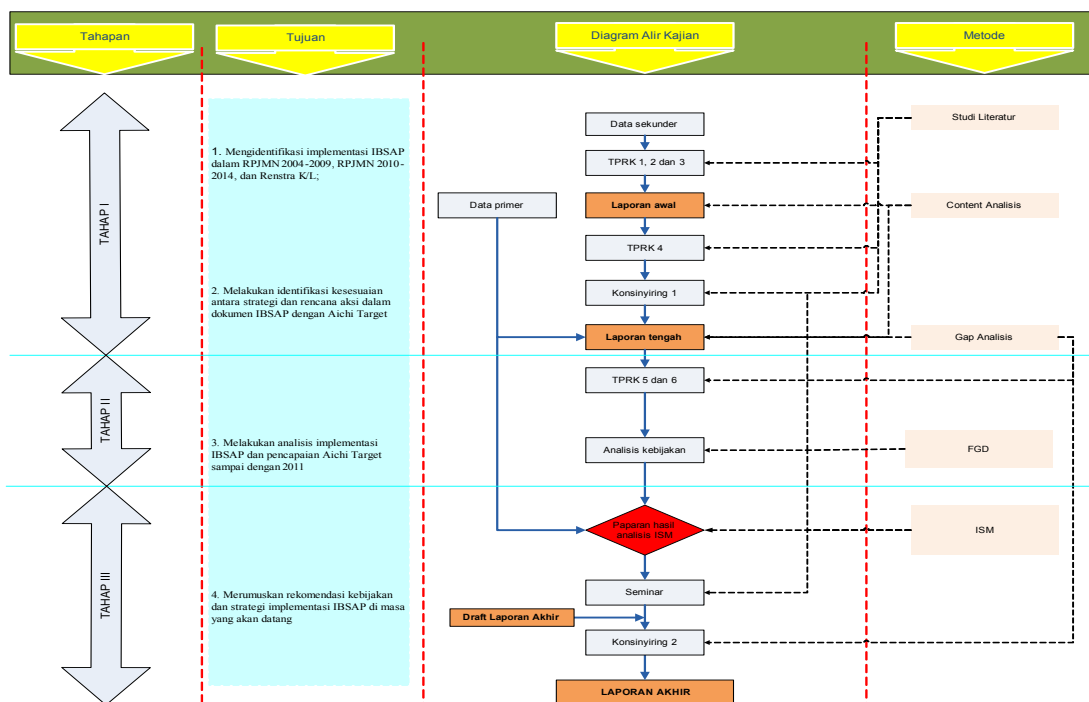 Tahapan
Tujuan
Diagram Alir Kajian
Metode
TAHAP I
TAHAP II
TAHAP III
1. Mengidentifikasi implementasi IBSAP
dalam RPJMN 2004-2009, RPJMN 2010-
2014, dan Renstra K/L;
2. Melakukan identifikasi kesesuaian
antara strategi dan rencana aksi dalam
dokumen IBSAP dengan Aichi Target
3. Melakukan analisis implementasi
IBSAP dan pencapaian Aichi Target
sampai dengan 2011
4. Merumuskan rekomendasi kebijakan
dan strategi implementasi IBSAP di masa
yang akan datang
Data sekunder
TPRK 1, 2 dan 3
Data primer
Laporan awal
TPRK 4
Konsinyiring 1
Laporan tengah
TPRK 5 dan 6
Analisis kebijakan
Paparan hasil
analisis ISM
Seminar
Draft Laporan Akhir
Konsinyiring 2
LAPORAN AKHIR
Studi Literatur
Content Analisis
Gap Analisis
FGD
ISM